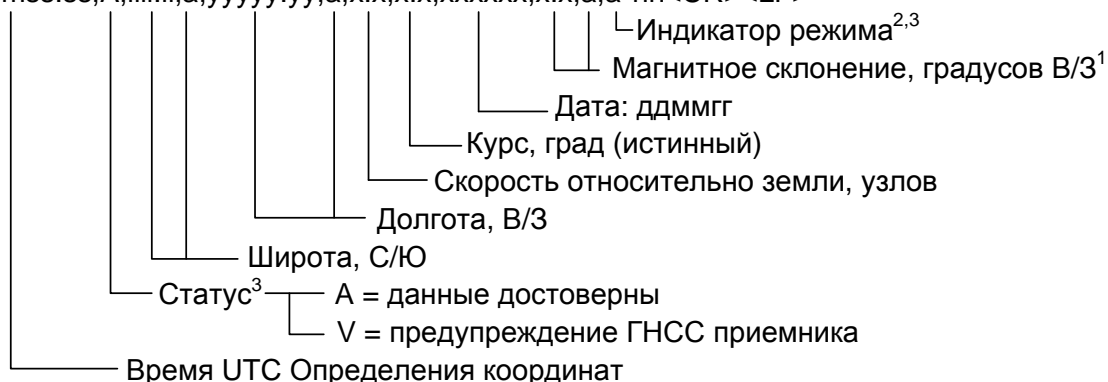 Индикатор режима2,3
Магнитное склонение, градусов В/З1
Дата: ддммгг
Курс, град (истинный)
Скорость относительно земли, узлов
Долгота, В/З
Широта, С/Ю
Статус3 A = данные достоверны
V = предупреждение ГНСС приемника
Время UTC Определения координат